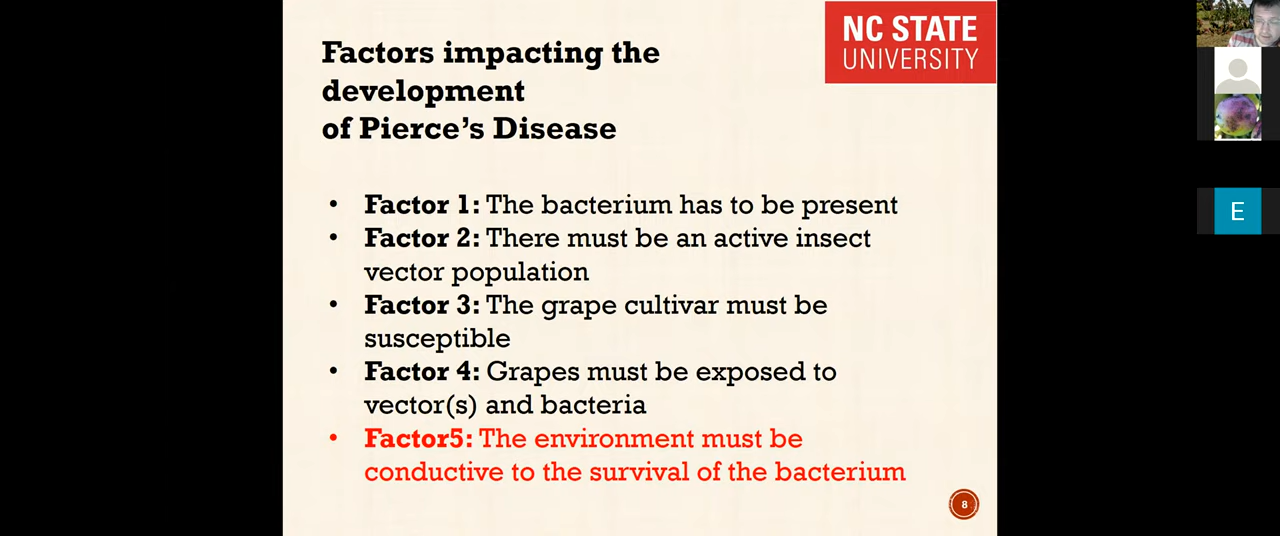 Factors impacting the
development
of Pierce's Disease
NC STATE
UNIVERSITY
• Factor 1: The bacterium has to be present
• Factor 2: There must be an active insect
vector population
• Factor 3: The grape cultivar must be
susceptible
• Factor 4: Grapes must be exposed to
vector(s) and bacteria
• Factor5: The environment must be
conductive to the survival of the bacterium
8
E